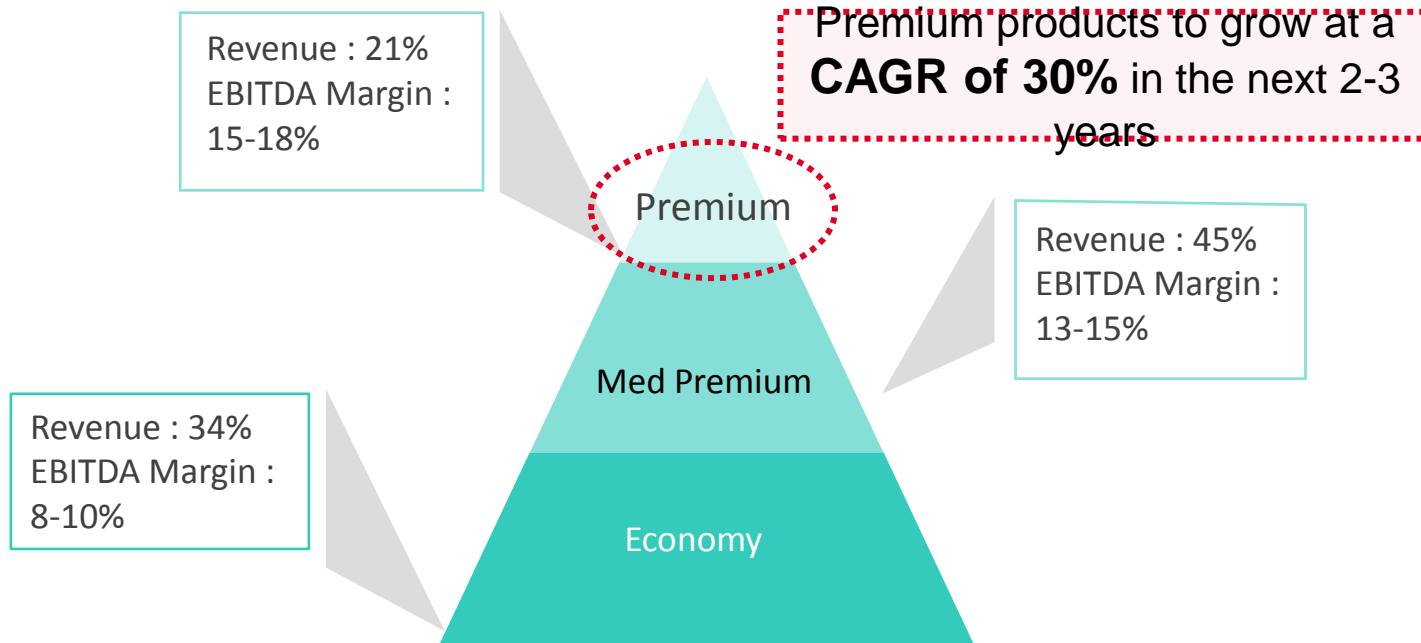 Premium products to grow at a
CAGR of 30% in the next 2-3
years
Revenue : 21%
EBITDA Margin :
15-18%
Premium
Revenue : 45%
EBITDA Margin :
13-15%
Med Premium
Revenue : 34%
EBITDA Margin :
8-10%
Economy